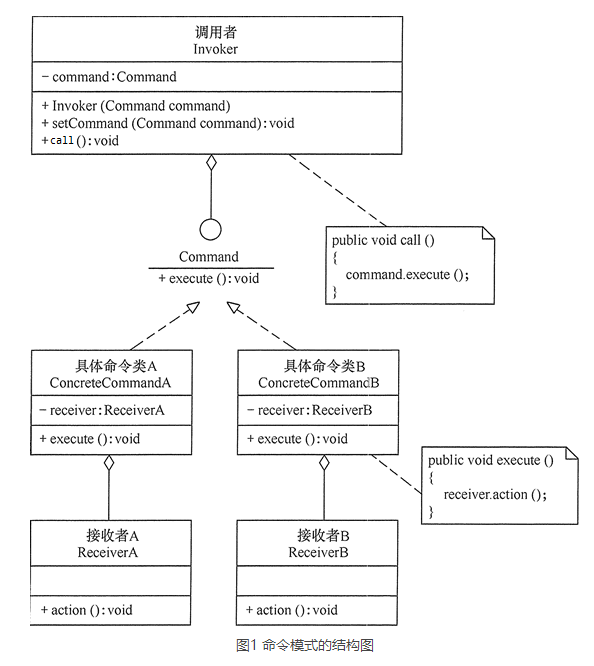 调用者
Invoker
- command:Command
+ Invoker (Command command)
+ setCommand (Command command):void
+call():void
public void call ()
{
command.execute ();
}
Command
+ execute ():void
具体命令类A
ConcreteCommandA
- receiver:ReceiverA
+ execute ():void
具体命令类B
ConcreteCommandB
- receiver:ReceiverB
+ execute ():void
public void execute ()
{
receiver.action ();
}
接收者A
ReceiverA
+ action ():void
接收者B
ReceiverB
+ action ():void
图1 命令模式的结构图